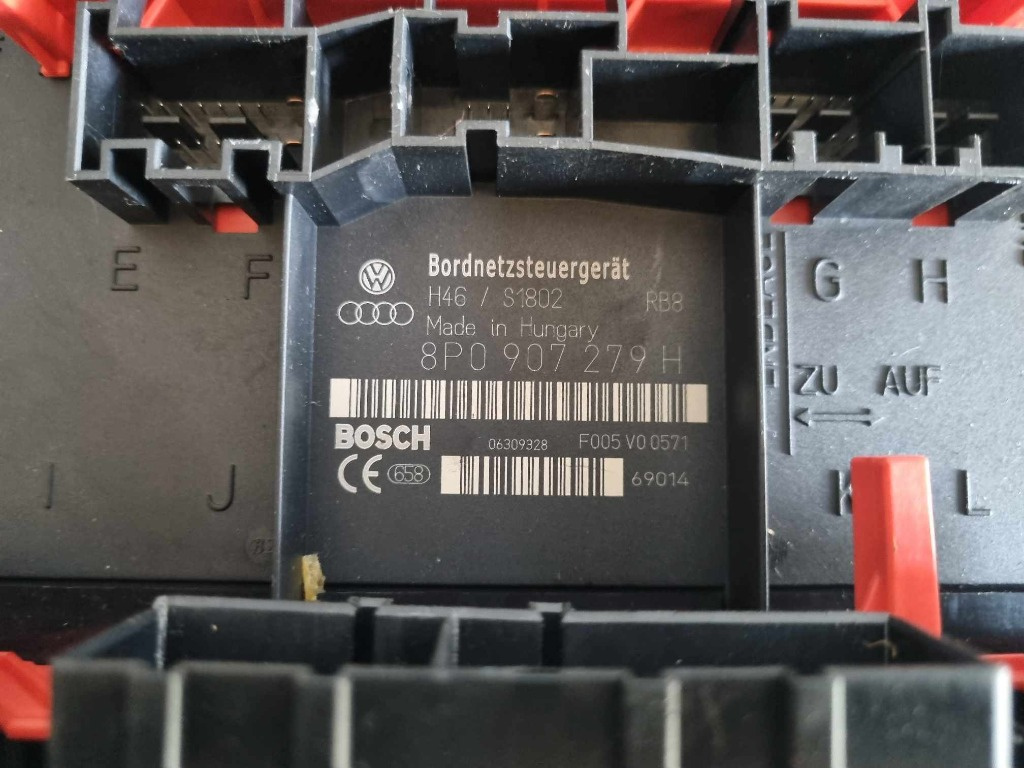 E F
Bordnetzsteuergerät
H46 / S1802 RB8
Made in Hungary
8P0 907 279 H
BOSCH 06309328 F005 V0 0571
CE 658 69014
G H
ZU AUF
I J
K L